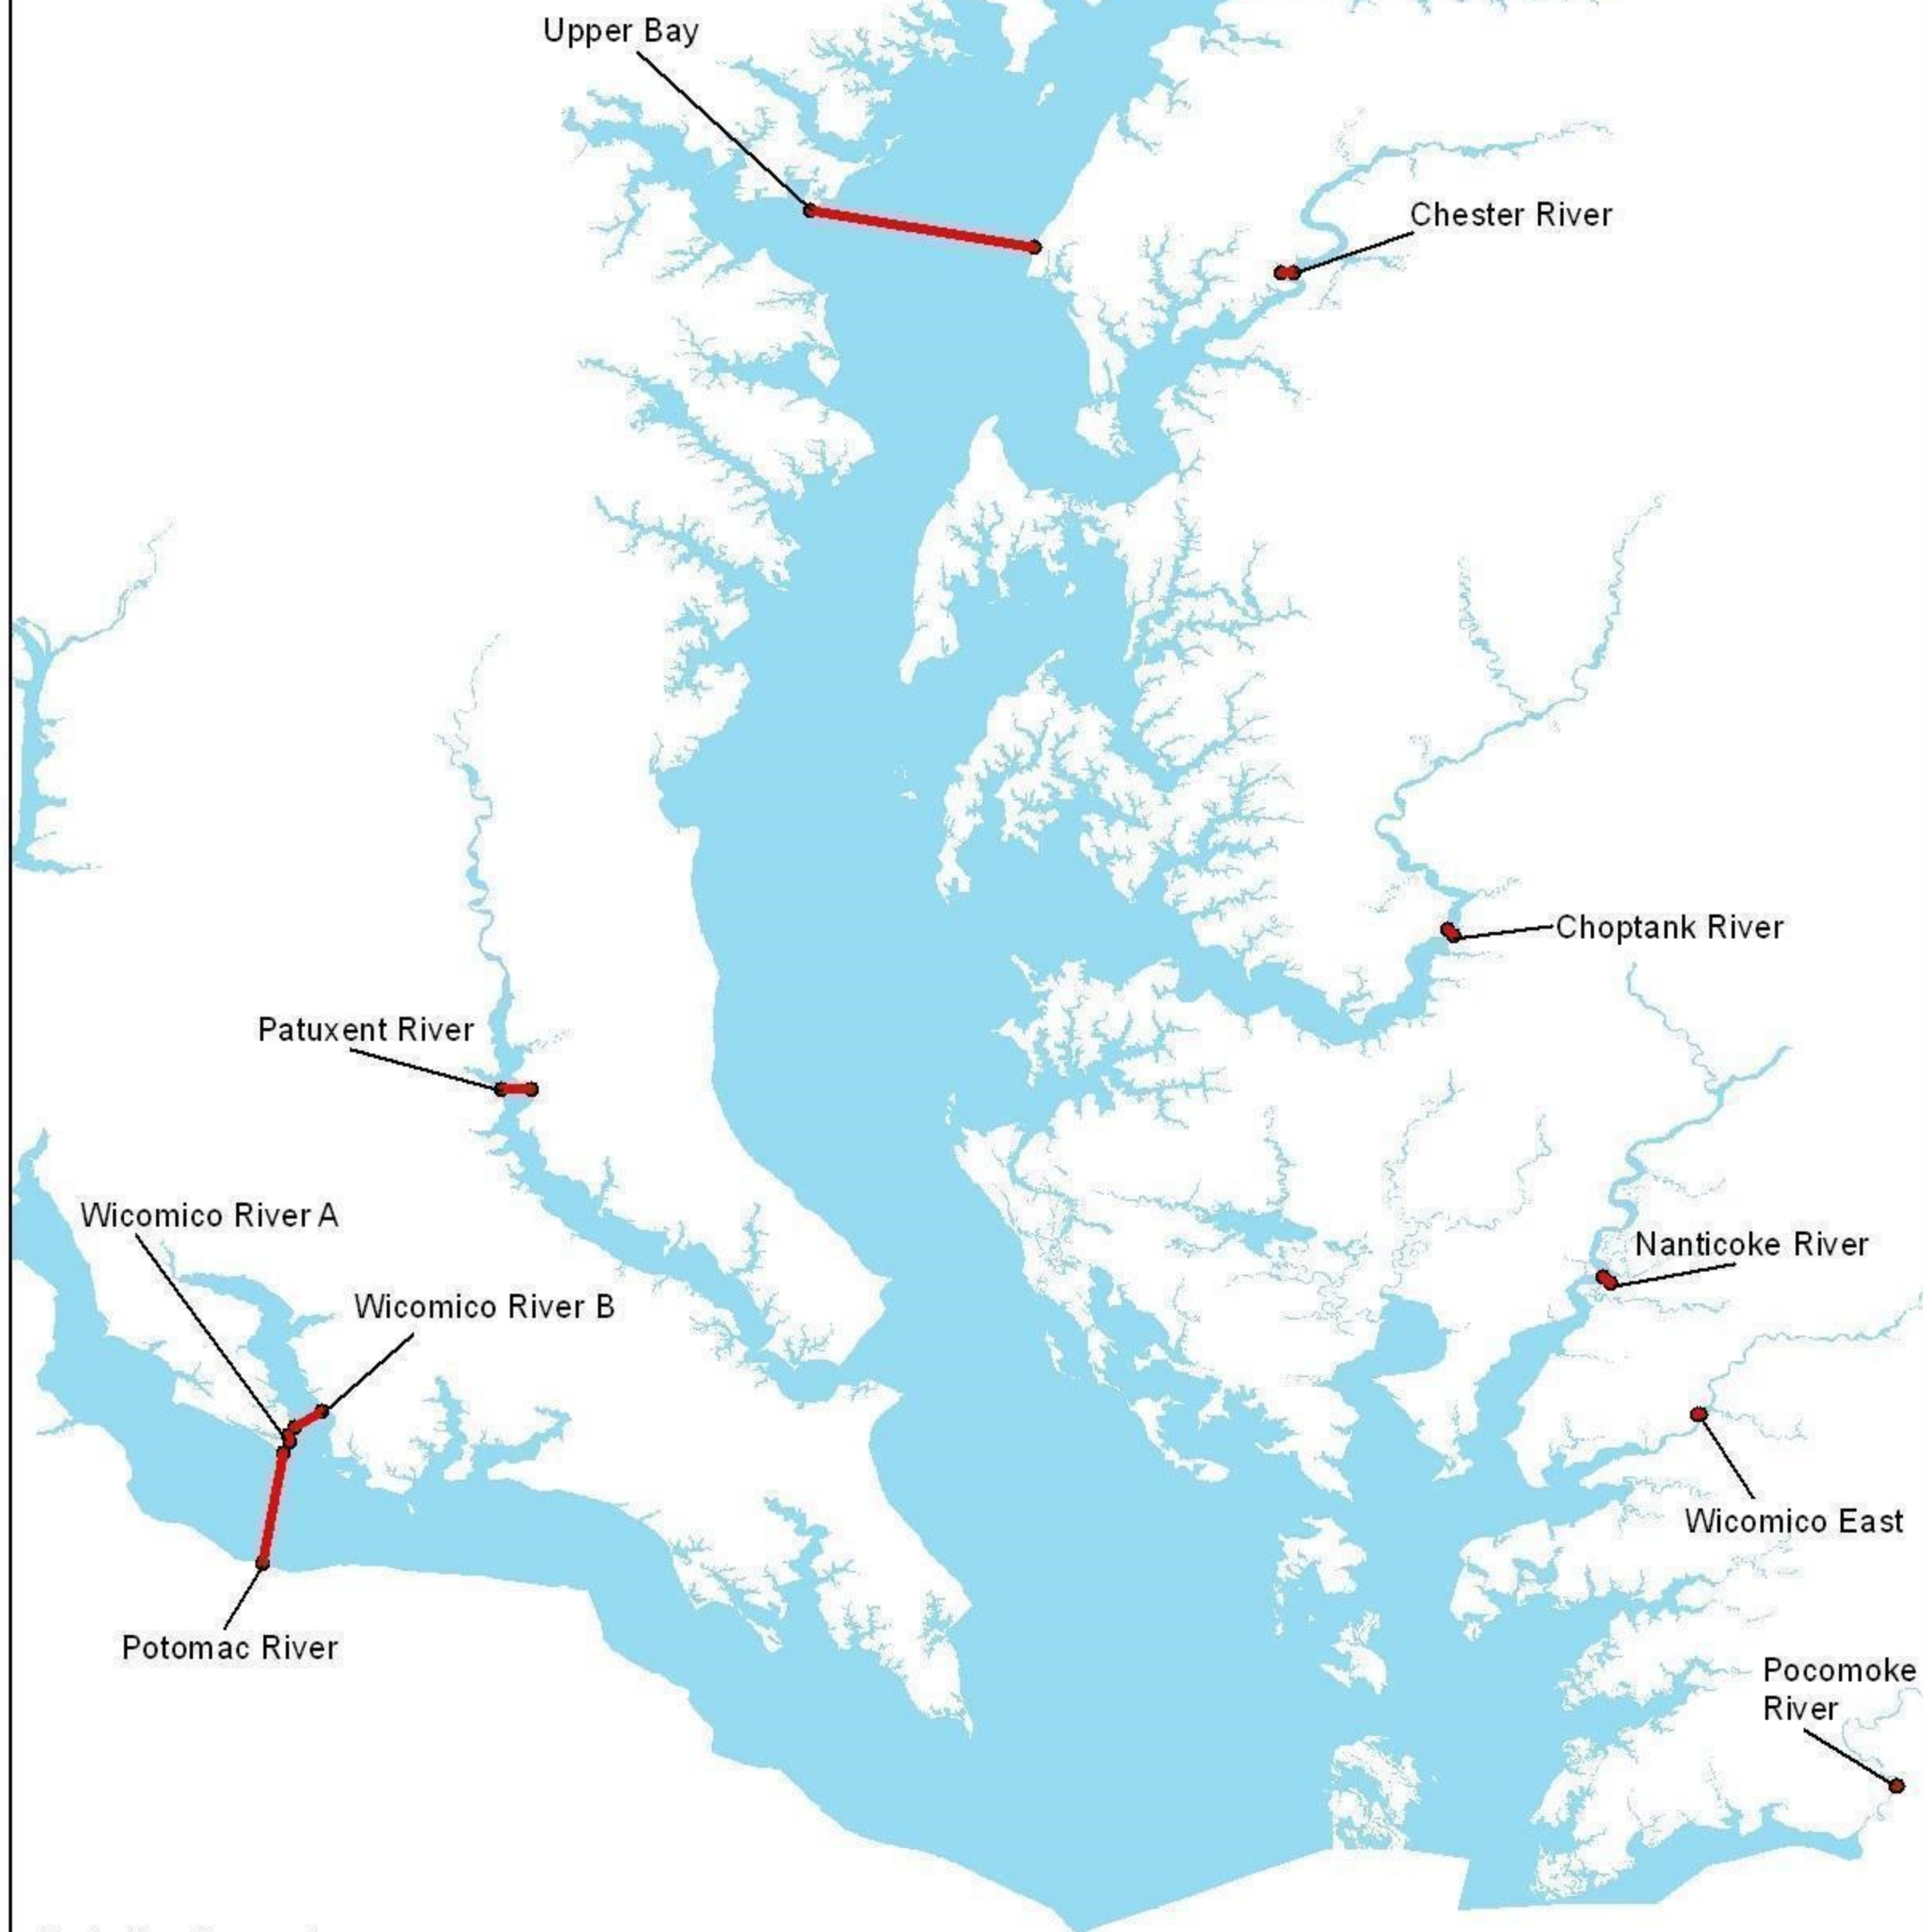 Upper Bay
Chester River
Choptank River
Patuxent River
Wicomico River A
Nanticoke River
Wicomico River B
Wicomico East
Potomac River
Pocomoke
River